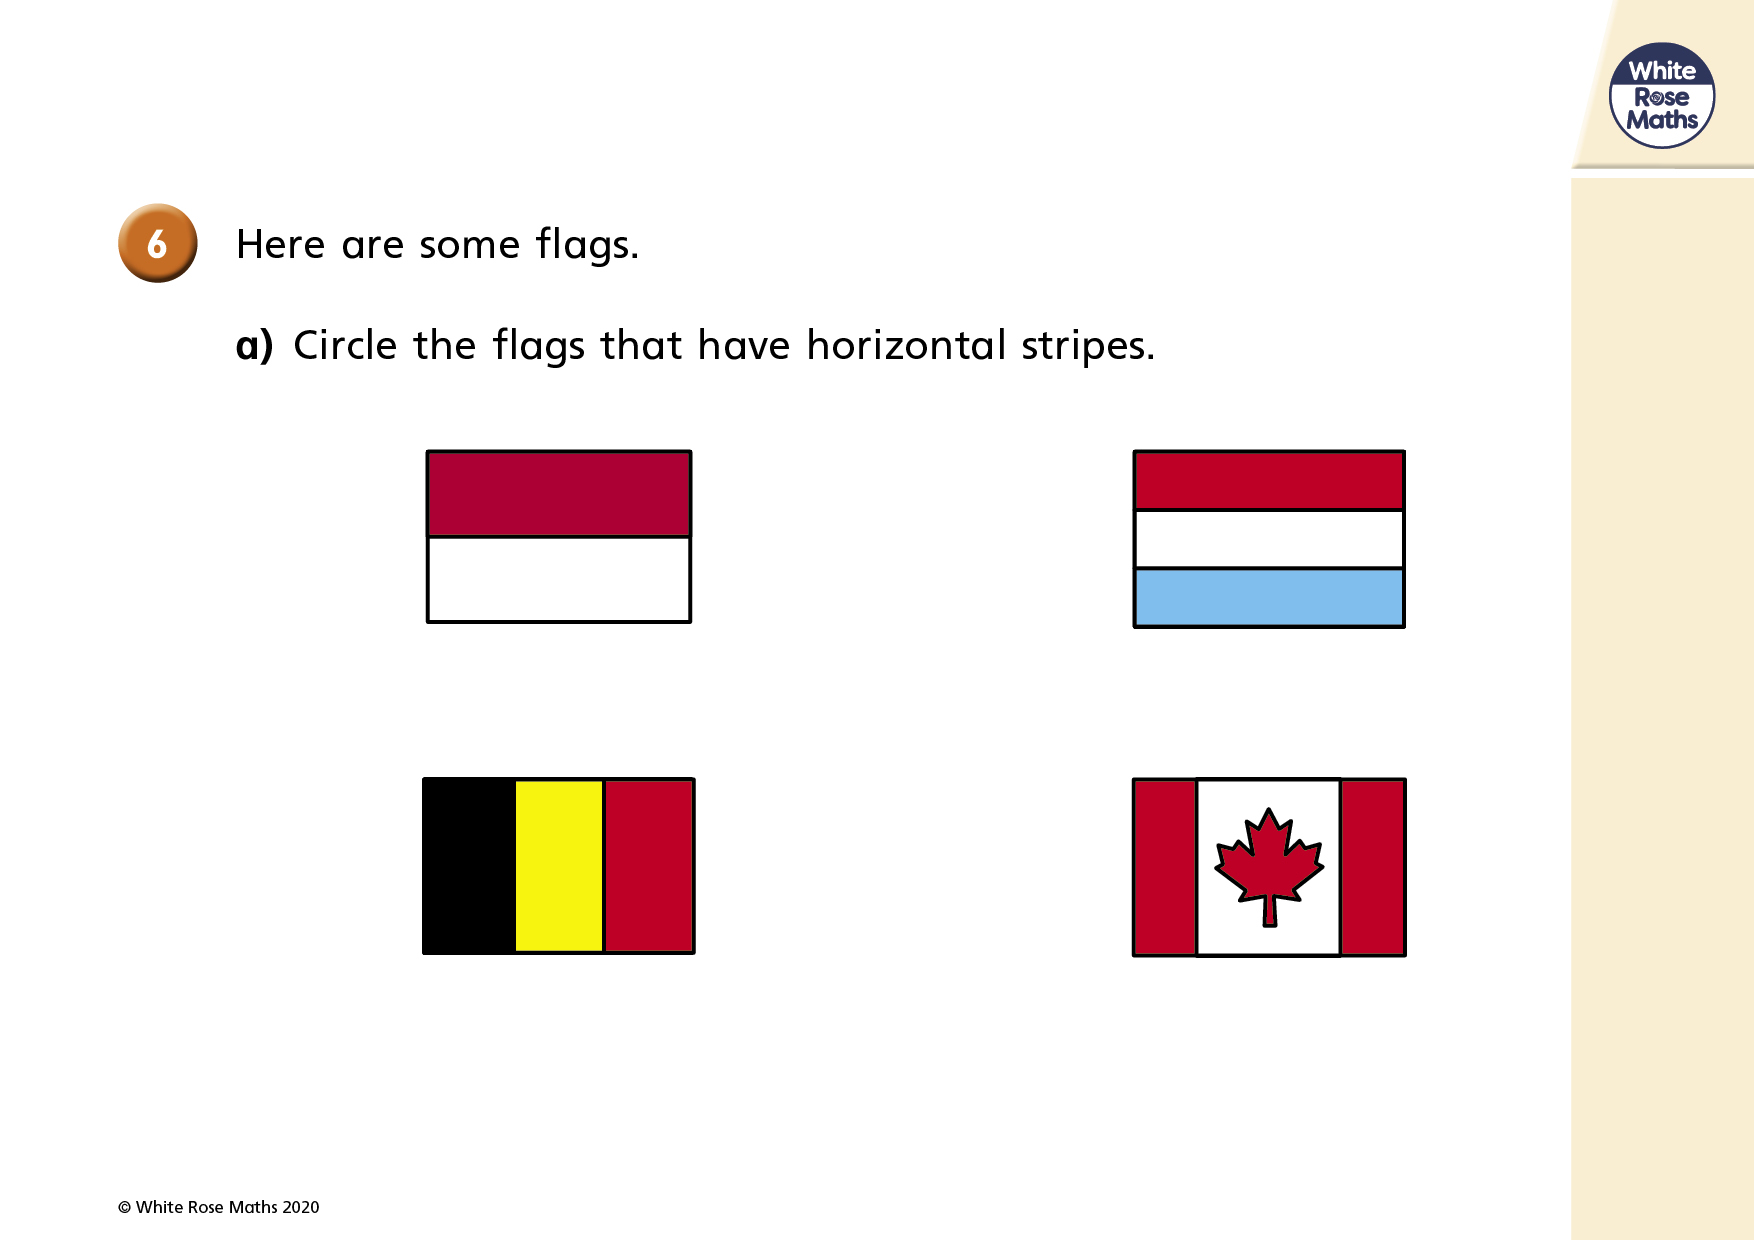 White
Rose
Maths
6 Here are some flags.
a) Circle the flags that have horizontal stripes.
© White Rose Maths 2020